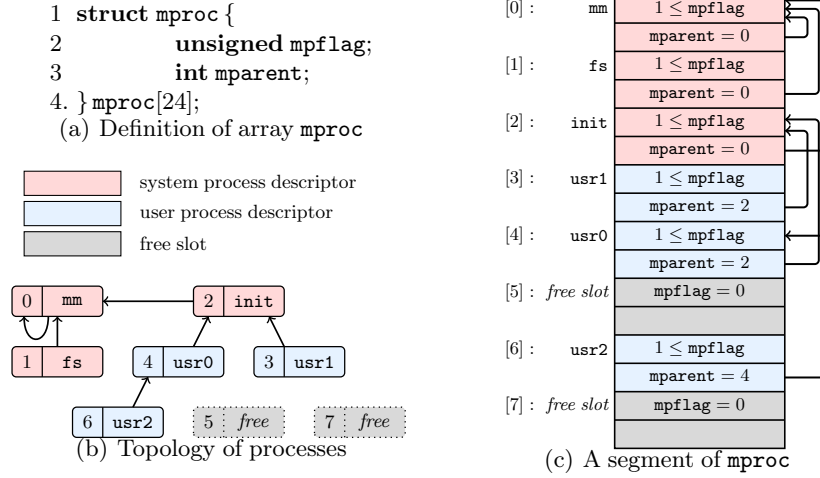 1 struct mproc {
2 unsigned mpflag;
3 int mparent;
4. } mproc[24];
(a) Definition of array mproc
system process descriptor
user process descriptor
free slot
0 mm
2 init
1 fs
4 usr0
3 usr1
6 usr2
5 free
7 free
(b) Topology of processes
[0] : mm 1 ≤ mpflag
mparent = 0
[1] : fs 1 ≤ mpflag
mparent = 0
[2] : init 1 ≤ mpflag
mparent = 0
[3] : usr1 1 ≤ mpflag
mparent = 2
[4] : usr0 1 ≤ mpflag
mparent = 2
[5] : free slot mpflag = 0
[6] : usr2 1 ≤ mpflag
mparent = 4
[7] : free slot mpflag = 0
(c) A segment of mproc